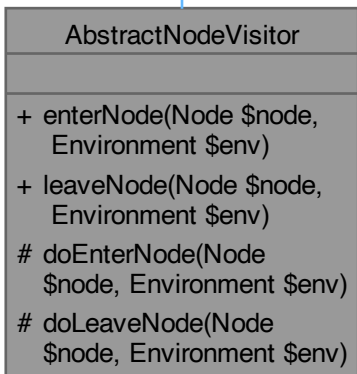 AbstractNodeVisitor
+ enterNode(Node $node,
Environment $env)
+ leaveNode(Node $node,
Environment $env)
# doEnterNode(Node
$node, Environment $env)
# doLeaveNode(Node
$node, Environment $env)